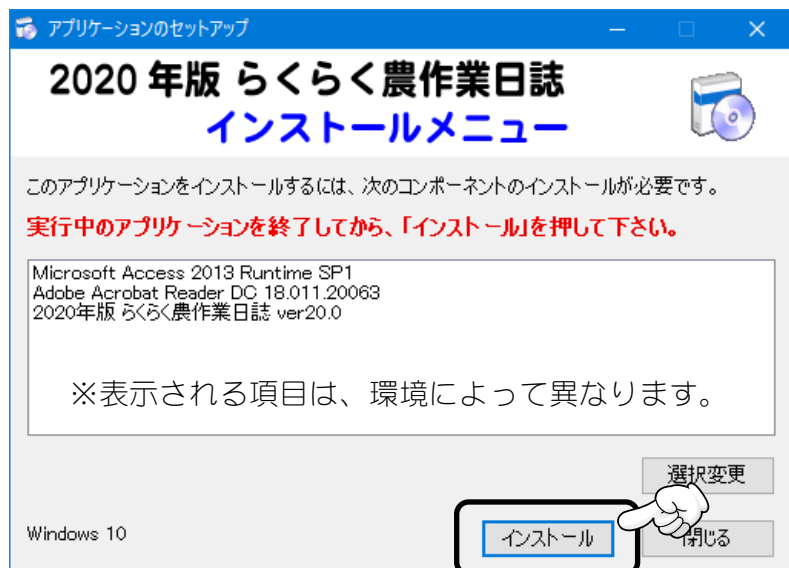 アプリケーションのセットアップ
2020 年版 らくらく農作業日誌
インストールメニュー
このアプリケーションをインストールするには、次のコンポーネントのインストールが必要です。
実行中のアプリケーションを終了してから、「インストール」を押して下さい。
Microsoft Access 2013 Runtime SP1
Adobe Acrobat Reader DC 18.011.20063
2020年版 らくらく農作業日誌 ver20.0
※表示される項目は、環境によって異なります。
選択変更
Windows 10
インストール
閉じる